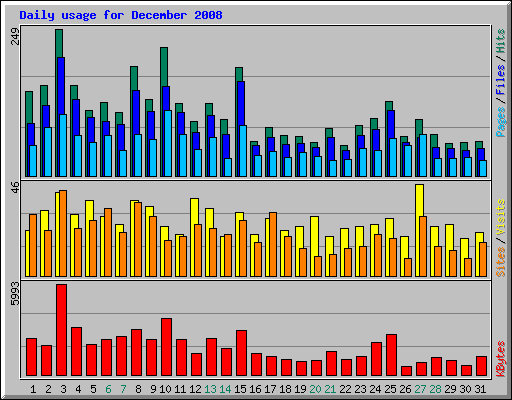 Daily usage for December 2008
249
Pages / Files / Hits
46
Sites / Visits
5993
KBytes
1 2 3 4 5 6 7 8 9 10 11 12 13 14 15 16 17 18 19 20 21 22 23 24 25 26 27 28 29 30 31